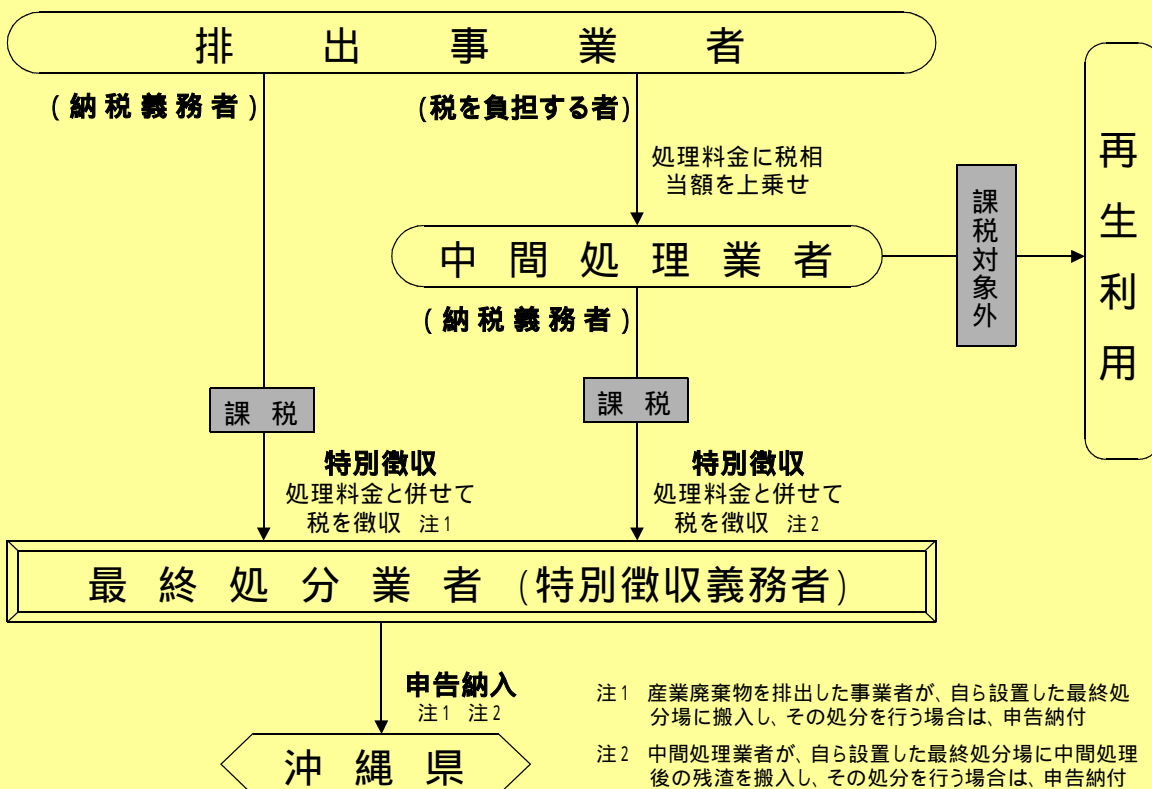 排出事業者
(納税義務者)
(税を負担する者)
処理料金に税相
当額を上乗せ
中間処理業者
(納税義務者)
課税対象外
再生利用
課税
課税
特別徴収
処理料金と併せて
税を徴収 注1
特別徴収
処理料金と併せて
税を徴収 注2
最終処分業者(特別徴収義務者)
申告納入
注1 注2
沖縄県
注1 産業廃棄物を排出した事業者が、自ら設置した最終処
分場に搬入し、その処分を行う場合は、申告納付
注2 中間処理業者が、自ら設置した最終処分場に中間処理
後の残渣を搬入し、その処分を行う場合は、申告納付